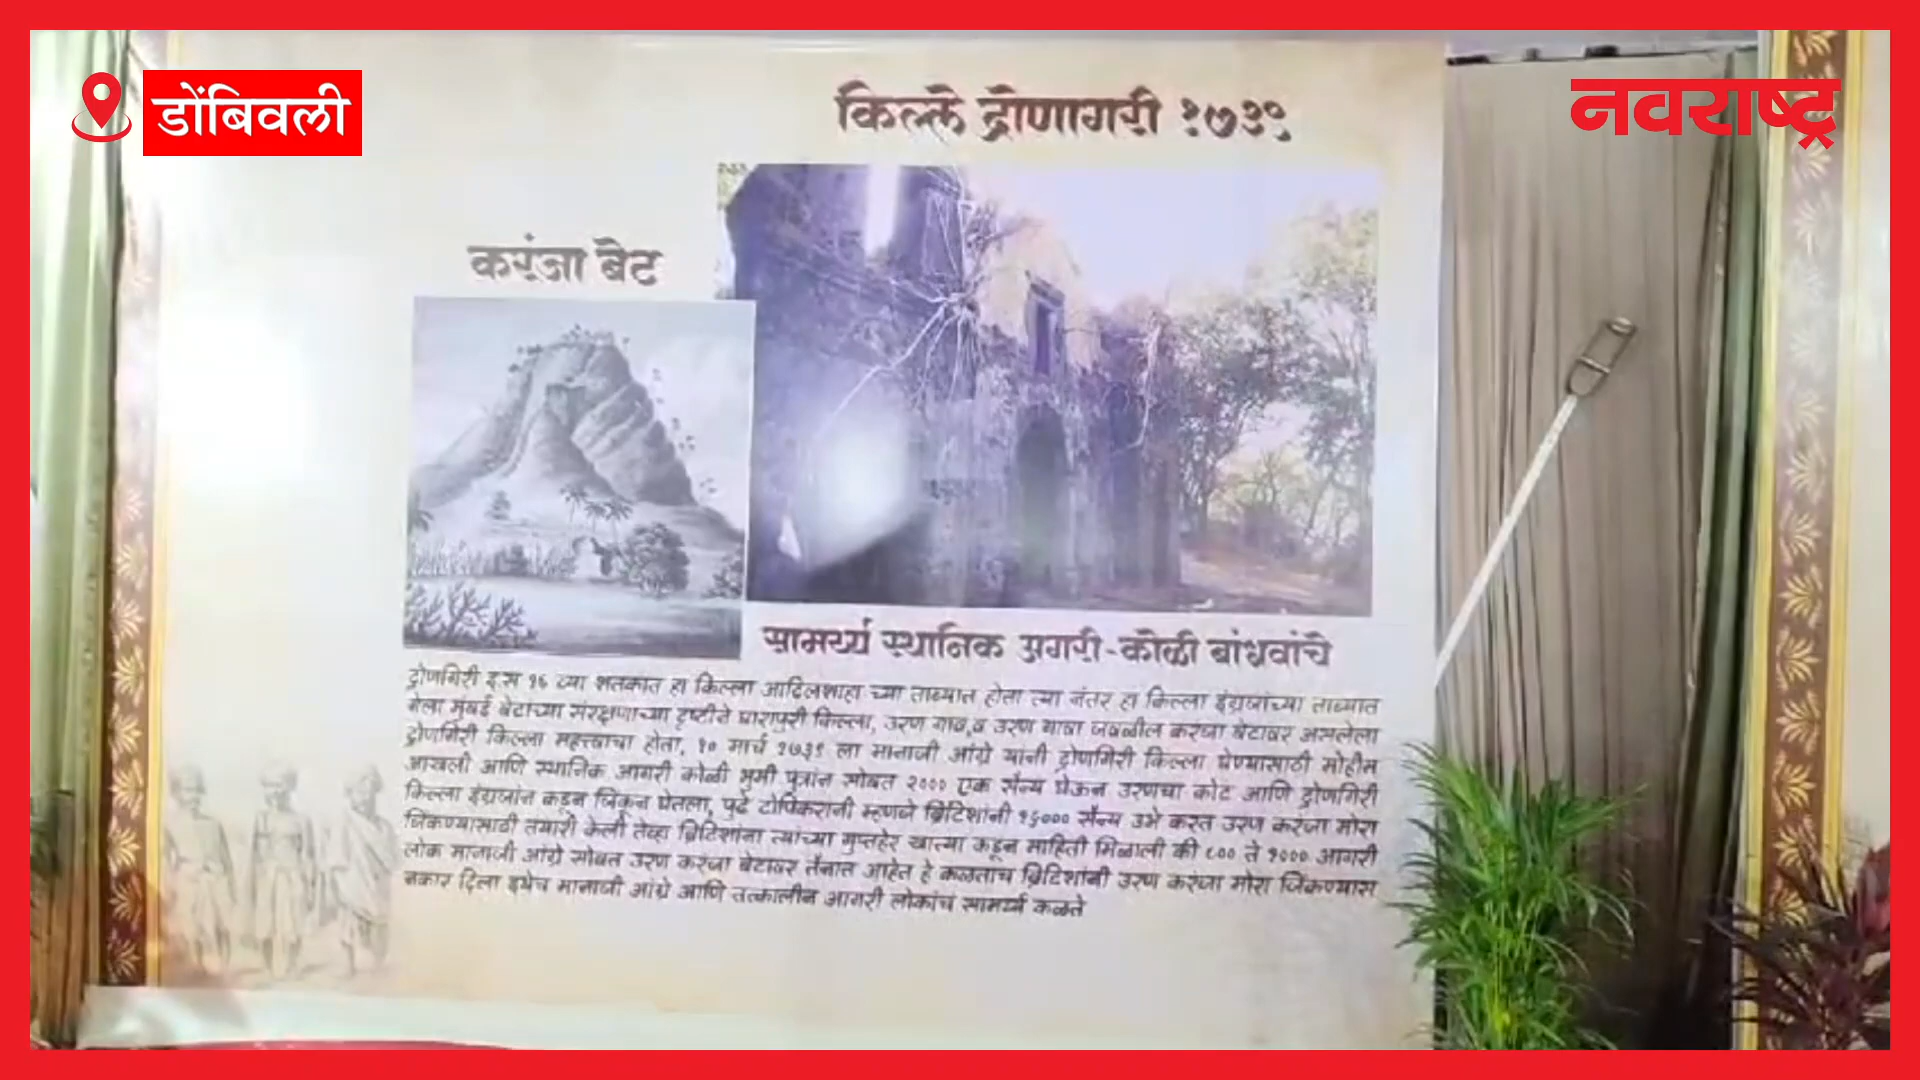 डोंबिवली
नवराष्ट्र
किल्ले द्रोणागरी १७३९
करंजा बेट
सामर्थ्य स्थानिक अगरी-कोळी बांधवांचे
द्रोणगिरी इ.स १६ व्या शतकात हा किल्ला आदिलशाहा च्या ताब्यात होता त्या नंतर हा किल्ला इंग्रजांच्या ताब्यात
गेला मुंबई बेटाच्या संरक्षणाच्या दृष्टीने घारापुरी किल्ला, उरण गाव,व उरण गावा जवळील करंजा बेटावर असलेला
द्रोणगिरी किल्ला महत्त्वाचा होता, १० मार्च १७३९ ला मानाजी आंग्रे यांनी द्रोणगिरी किल्ला घेण्यासाठी मोहीम
आखली आणि स्थानिक आगरी कोळी भुमी पुत्रांन सोबत २००० एक सैन्य घेऊन उरणचा कोट आणि द्रोणगिरी
किल्ला इंग्रजांन कडून जिंकून घेतला, पुढे टोपिकरांनी म्हणजे ब्रिटिशांनी १५००० सैन्य उभे करत उरण करंजा मोरा
जिंकण्यासाठी तयारी केली तेव्हा ब्रिटिशांना त्यांच्या गुप्तहेर खात्या कडून माहिती मिळाली की ८०० ते १००० आगरी
लोक मानाजी आंग्रे सोबत उरण करंजा बेटावर तैनात आहेत हे कळताच ब्रिटिशांनी उरण करंजा मोरा जिंकण्यास
नकार दिला इथेच मानाजी आंग्रे आणि तत्कालीन आगरी लोकांचं सामर्थ्य कळते